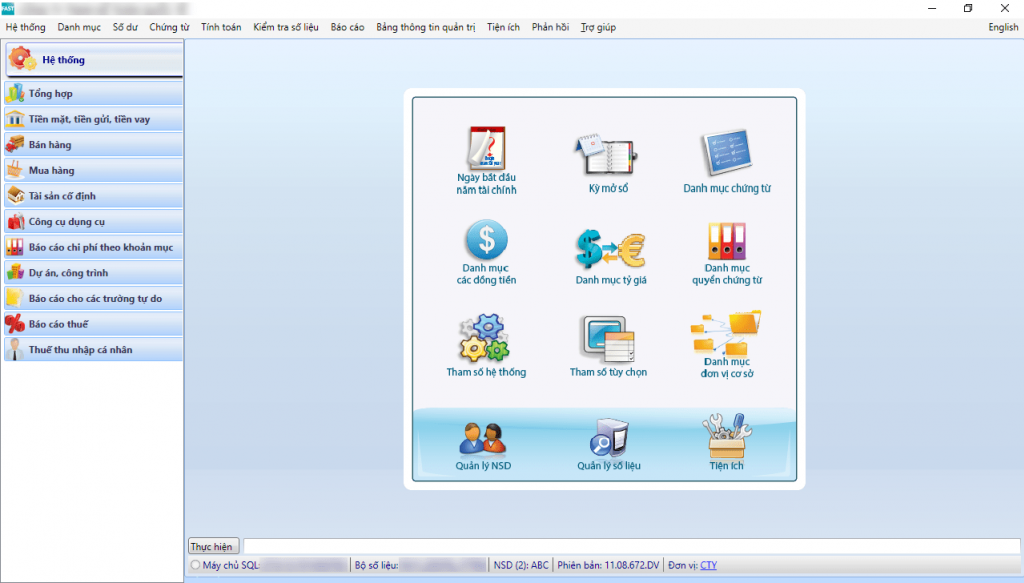 FAST
Hệ thống Danh mục Số dư Chứng từ Tính toán Kiểm tra số liệu Báo cáo Bảng thông tin quản trị Tiện ích Phản hồi Trợ giúp English
Hệ thống
Tổng hợp
Tiền mặt, tiền gửi, tiền vay
Bán hàng
Mua hàng
Tài sản cố định
Công cụ dụng cụ
Báo cáo chi phí theo khoản mục
Dự án, công trình
Báo cáo cho các trường tự do
Báo cáo thuế
Thuế thu nhập cá nhân
Ngày bắt đầu
năm tài chính
Kỳ mở sổ
Danh mục chứng từ
Danh mục
các đồng tiền
Danh mục tỷ giá
Danh mục
quyển chứng từ
Tham số hệ thống
Tham số tùy chọn
Danh mục
đơn vị cơ sở
Quản lý NSD
Quản lý số liệu
Tiện ích
Thực hiện
Máy chủ SQL: Bộ số liệu: NSD (2): ABC Phiên bản: 11.08.672.DV Đơn vị: CTY